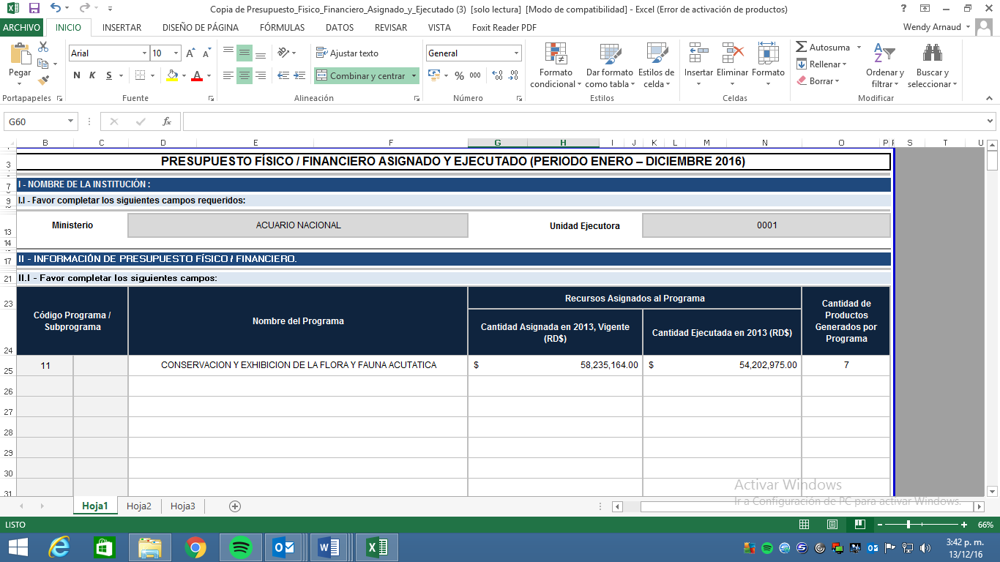 Copia de Presupuesto_Fisico_Financiero_Asignado_y_Ejecutado (3) [solo lectura] [Modo de compatibilidad] - Excel (Error de activación de productos)
ARCHIVO INICIO INSERTAR DISEÑO DE PÁGINA FÓRMULAS DATOS REVISAR VISTA Foxit Reader PDF Wendy Arnaud
Arial 10 Ajustar texto General Autosuma
Pegar Rellenar
N K S Combinar y centrar % 000 Formato condicional Dar formato como tabla Estilos de celda Insertar Eliminar Formato Borrar Ordenar y filtrar Buscar y seleccionar
Portapapeles Fuente Alineación Número Estilos Celdas Modificar
G60 fx
B C D E F G H I J K L M N O P S T U
3 PRESUPUESTO FÍSICO / FINANCIERO ASIGNADO Y EJECUTADO (PERIODO ENERO – DICIEMBRE 2016)
7 I - NOMBRE DE LA INSTITUCIÓN :
9 I.I - Favor completar los siguientes campos requeridos:
13 Ministerio ACUARIO NACIONAL Unidad Ejecutora 0001
14
17 II - INFORMACIÓN DE PRESUPUESTO FÍSICO / FINANCIERO.
21 II.I - Favor completar los siguientes campos:
23 Código Programa / Subprograma Nombre del Programa Recursos Asignados al Programa Cantidad de Productos Generados por Programa
24 Cantidad Asignada en 2013, Vigente (RD$) Cantidad Ejecutada en 2013 (RD$)
25 11 CONSERVACION Y EXHIBICION DE LA FLORA Y FAUNA ACUTATICA $ 58,235,164.00 $ 54,202,975.00 7
26
27
28
29
30
31
Activar Windows
Ir a Configuración de PC para activar Windows.
Hoja1 Hoja2 Hoja3
LISTO 66%
3:42 p. m.
13/12/16